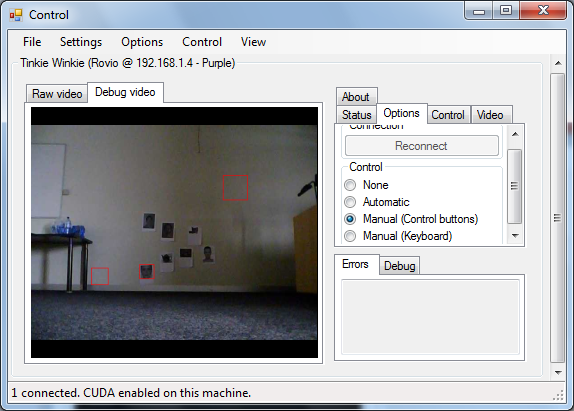 Control
File Settings Options Control View
Tinkie Winkie (Rovio @ 192.168.1.4 - Purple)
Raw video Debug video
About
Status Options Control Video
Connection
Reconnect
Control
None
Automatic
Manual (Control buttons)
Manual (Keyboard)
Errors Debug
1 connected. CUDA enabled on this machine.